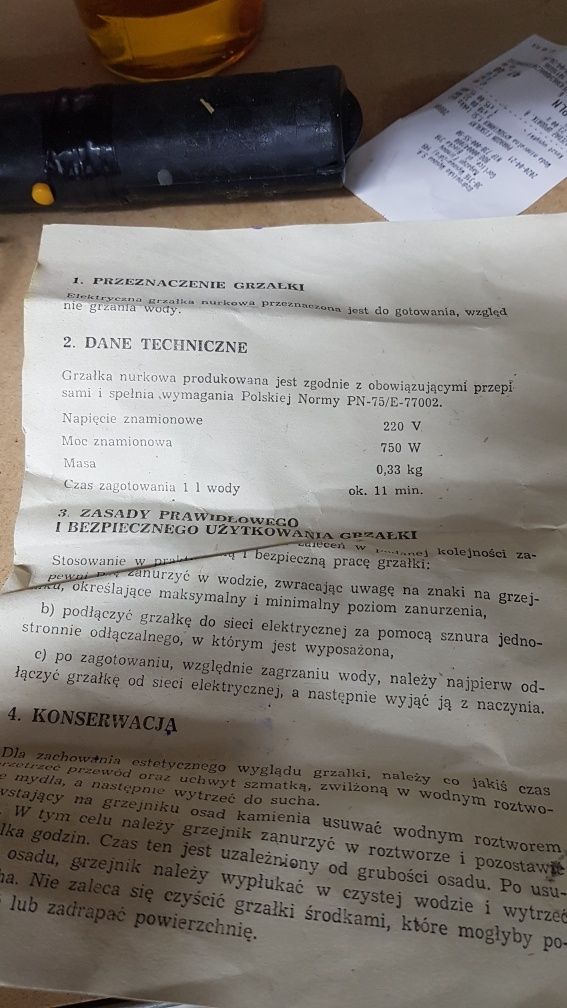 1. PRZEZNACZENIE GRZAŁKI
Elektryczna grzałka nurkowa przeznaczona jest do gotowania, względ
nie grzania wody.
2. DANE TECHNICZNE
Grzałka nurkowa produkowana jest zgodnie z obowiązującymi przepi
sami i spełnia wymagania Polskiej Normy PN-75/E-77002.
Napięcie znamionowe 220 V
Moc znamionowa 750 W
Masa 0,33 kg
Czas zagotowania 1 l wody ok. 11 min.
3. ZASADY PRAWIDŁOWEGO
I BEZPIECZNEGO UŻYTKOWANIA GRZAŁKI
Stosowanie w zaleceń w kolejności za-
i bezpieczną pracę grzałki:
zanurzyć w wodzie, zwracając uwagę na znaki na grzej-
określające maksymalny i minimalny poziom zanurzenia,
b) podłączyć grzałkę do sieci elektrycznej za pomocą sznura jedno-
stronnie odłączalnego, w którym jest wyposażona,
c) po zagotowaniu, względnie zagrzaniu wody, należy najpierw od-
łączyć grzałkę od sieci elektrycznej, a następnie wyjąć ją z naczynia.
4. KONSERWACJA
Dla zachowania estetycznego wyglądu grzałki, należy co jakiś czas
przetrzeć przewód oraz uchwyt szmatką, zwilżoną w wodnym roztwo-
e mydła, a następnie wytrzeć do sucha.
wstający na grzejniku osad kamienia usuwać wodnym roztworem
. W tym celu należy grzejnik zanurzyć w roztworze i pozostawić
lka godzin. Czas ten jest uzależniony od grubości osadu. Po usu-
osadu, grzejnik należy wypłukać w czystej wodzie i wytrzeć
ha. Nie zaleca się czyścić grzałki środkami, które mogłyby po-
lub zadrapać powierzchnię.